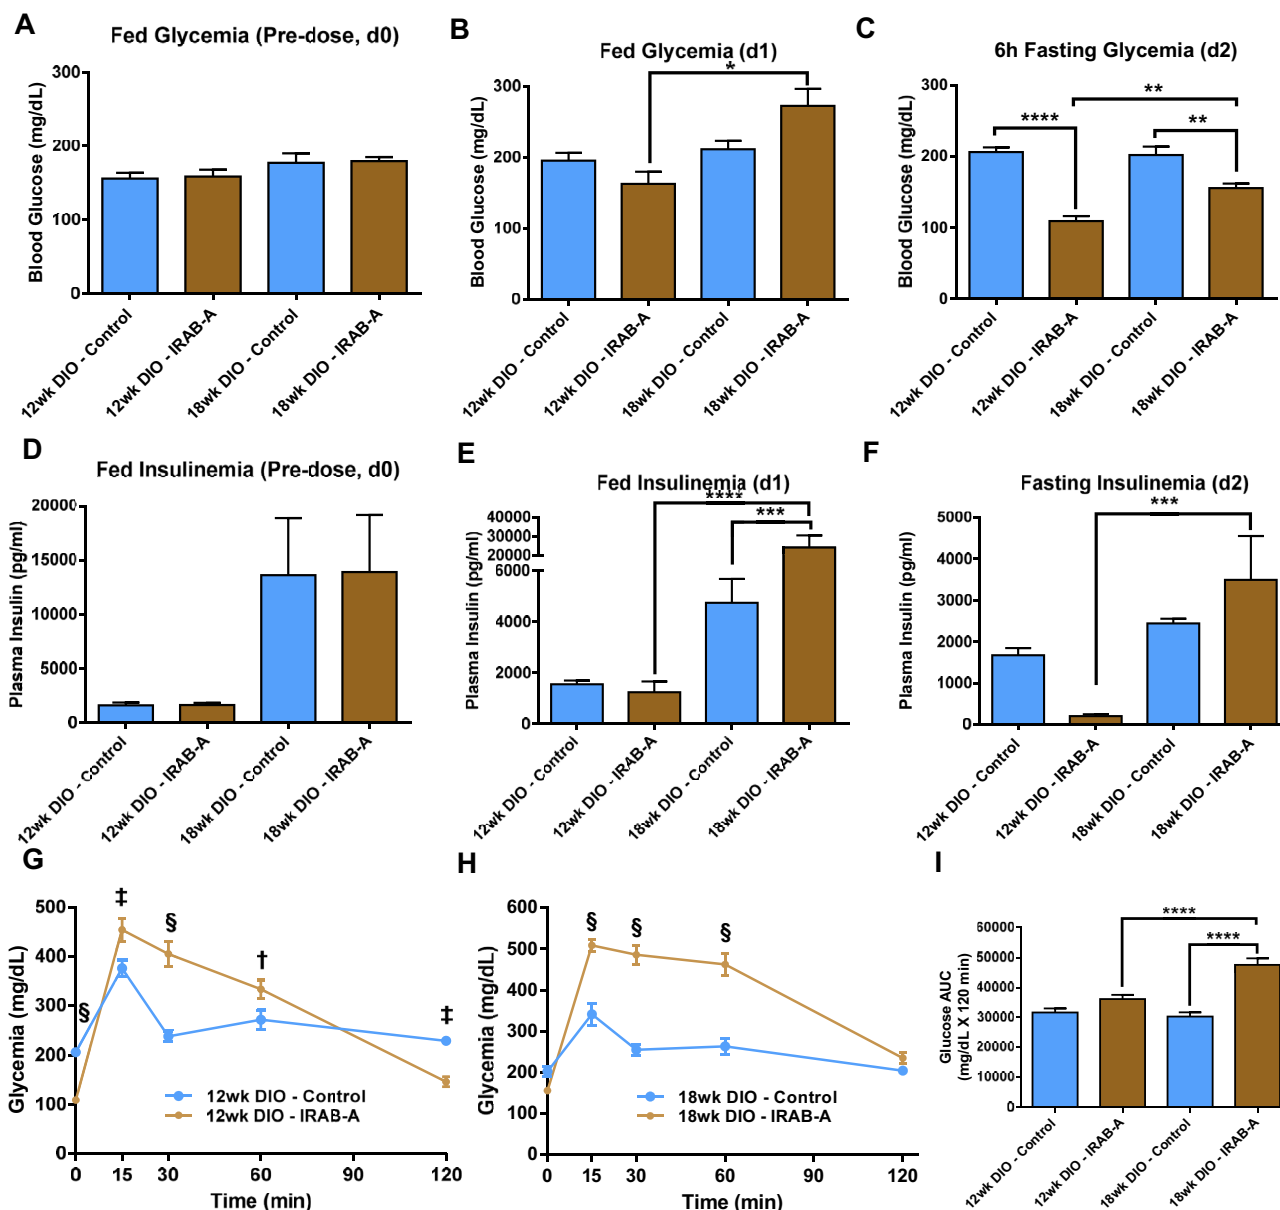 A
Fed Glycemia (Pre-dose, d0)
Blood Glucose (mg/dL)
300
200
100
0
12wk DIO - Control
12wk DIO - IRAB-A
18wk DIO - Control
18wk DIO - IRAB-A
B
Fed Glycemia (d1)
*
Blood Glucose (mg/dL)
300
200
100
0
12wk DIO - Control
12wk DIO - IRAB-A
18wk DIO - Control
18wk DIO - IRAB-A
C
6h Fasting Glycemia (d2)
**
****
**
Blood Glucose (mg/dL)
300
200
100
0
12wk DIO - Control
12wk DIO - IRAB-A
18wk DIO - Control
18wk DIO - IRAB-A
D
Fed Insulinemia (Pre-dose, d0)
Plasma Insulin (pg/ml)
20000
15000
10000
5000
0
12wk DIO - Control
12wk DIO - IRAB-A
18wk DIO - Control
18wk DIO - IRAB-A
E
Fed Insulinemia (d1)
****
***
Plasma Insulin (pg/ml)
40000
30000
20000
6000
4000
2000
0
12wk DIO - Control
12wk DIO - IRAB-A
18wk DIO - Control
18wk DIO - IRAB-A
F
Fasting Insulinemia (d2)
***
Plasma Insulin (pg/ml)
5000
4000
3000
2000
1000
0
12wk DIO - Control
12wk DIO - IRAB-A
18wk DIO - Control
18wk DIO - IRAB-A
G
Glycemia (mg/dL)
500
400
300
200
100
0
§
‡
§
†
‡
12wk DIO - Control
12wk DIO - IRAB-A
0 15 30 60 90 120
Time (min)
H
Glycemia (mg/dL)
600
500
400
300
200
100
0
§
§
§
18wk DIO - Control
18wk DIO - IRAB-A
0 15 30 60 90 120
Time (min)
I
****
****
Glucose AUC
(mg/dL X 120 min)
60000
50000
40000
30000
20000
10000
0
12wk DIO - Control
12wk DIO - IRAB-A
18wk DIO - Control
18wk DIO - IRAB-A